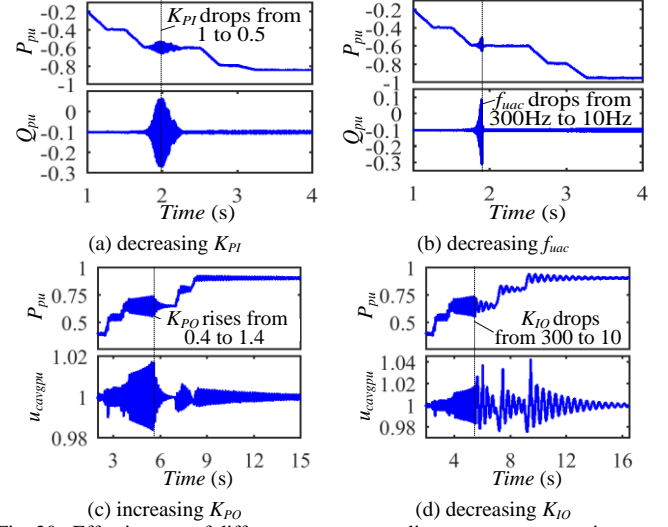 K_PI drops from
1 to 0.5
P_pu
-0.2
-0.4
-0.6
-0.8
-1
Q_pu
0
-0.1
-0.2
-0.3
1 2 3 4
Time (s)
(a) decreasing K_PI
P_pu
-0.2
-0.4
-0.6
-0.8
-1
f_uac drops from
300Hz to 10Hz
Q_pu
0.1
0
-0.1
-0.2
-0.3
1 2 3 4
Time (s)
(b) decreasing f_uac
P_pu
1
0.75
0.5
K_PO rises from
0.4 to 1.4
u_cavgpu
1.02
1
0.98
3 6 9 12 15
Time (s)
(c) increasing K_PO
P_pu
1
0.75
0.5
K_IO drops
from 300 to 10
u_cavgpu
1.04
1.02
1
0.98
4 8 12 16
Time (s)
(d) decreasing K_IO